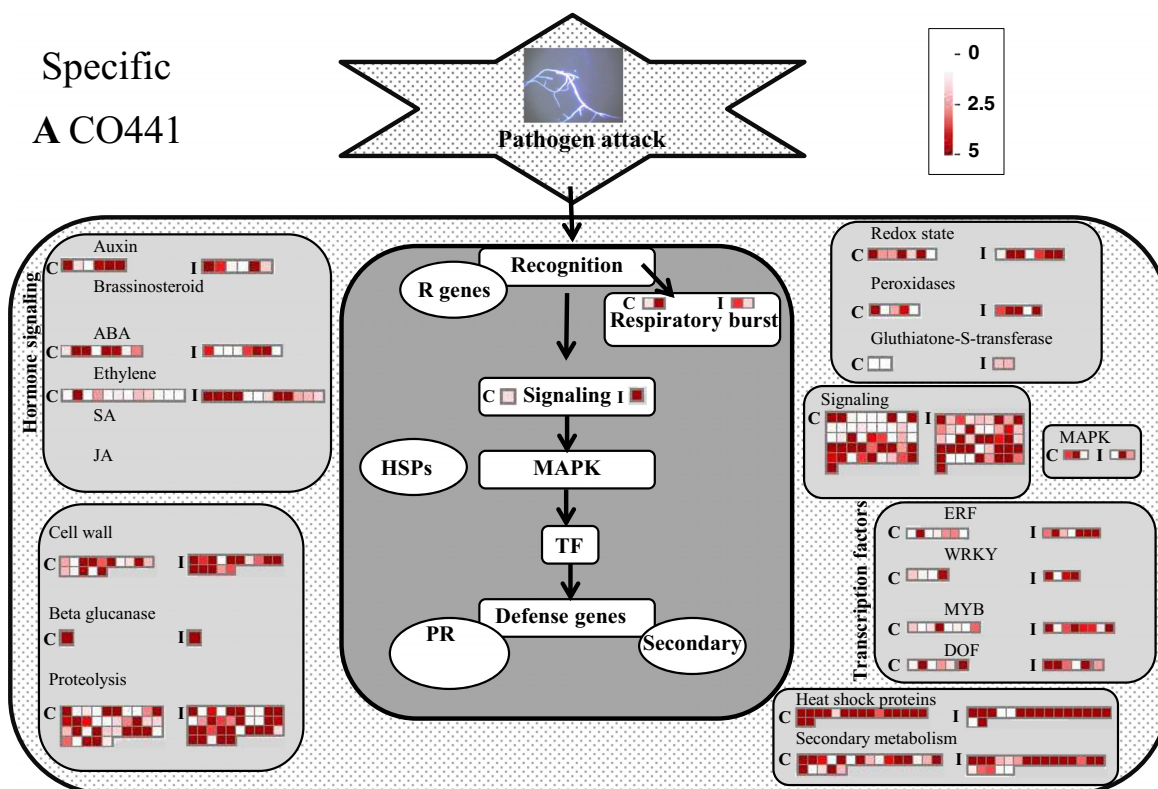 Specific
A CO441
Pathogen attack
- 0
- 2.5
- 5
Hormone signaling
Auxin
C I
Brassinosteroid
ABA
C I
Ethylene
C I
SA
JA
Cell wall
C I
Beta glucanase
C I
Proteolysis
C I
Recognition
R genes
C I
Respiratory burst
C Signaling I
HSPs
MAPK
TF
Defense genes
PR
Secondary
Redox state
C I
Peroxidases
C I
Gluthiatone-S-transferase
C I
Signaling
C I
MAPK
C I
Transcription factors
ERF
C I
WRKY
C I
MYB
C I
DOF
C I
Heat shock proteins
C I
Secondary metabolism
C I